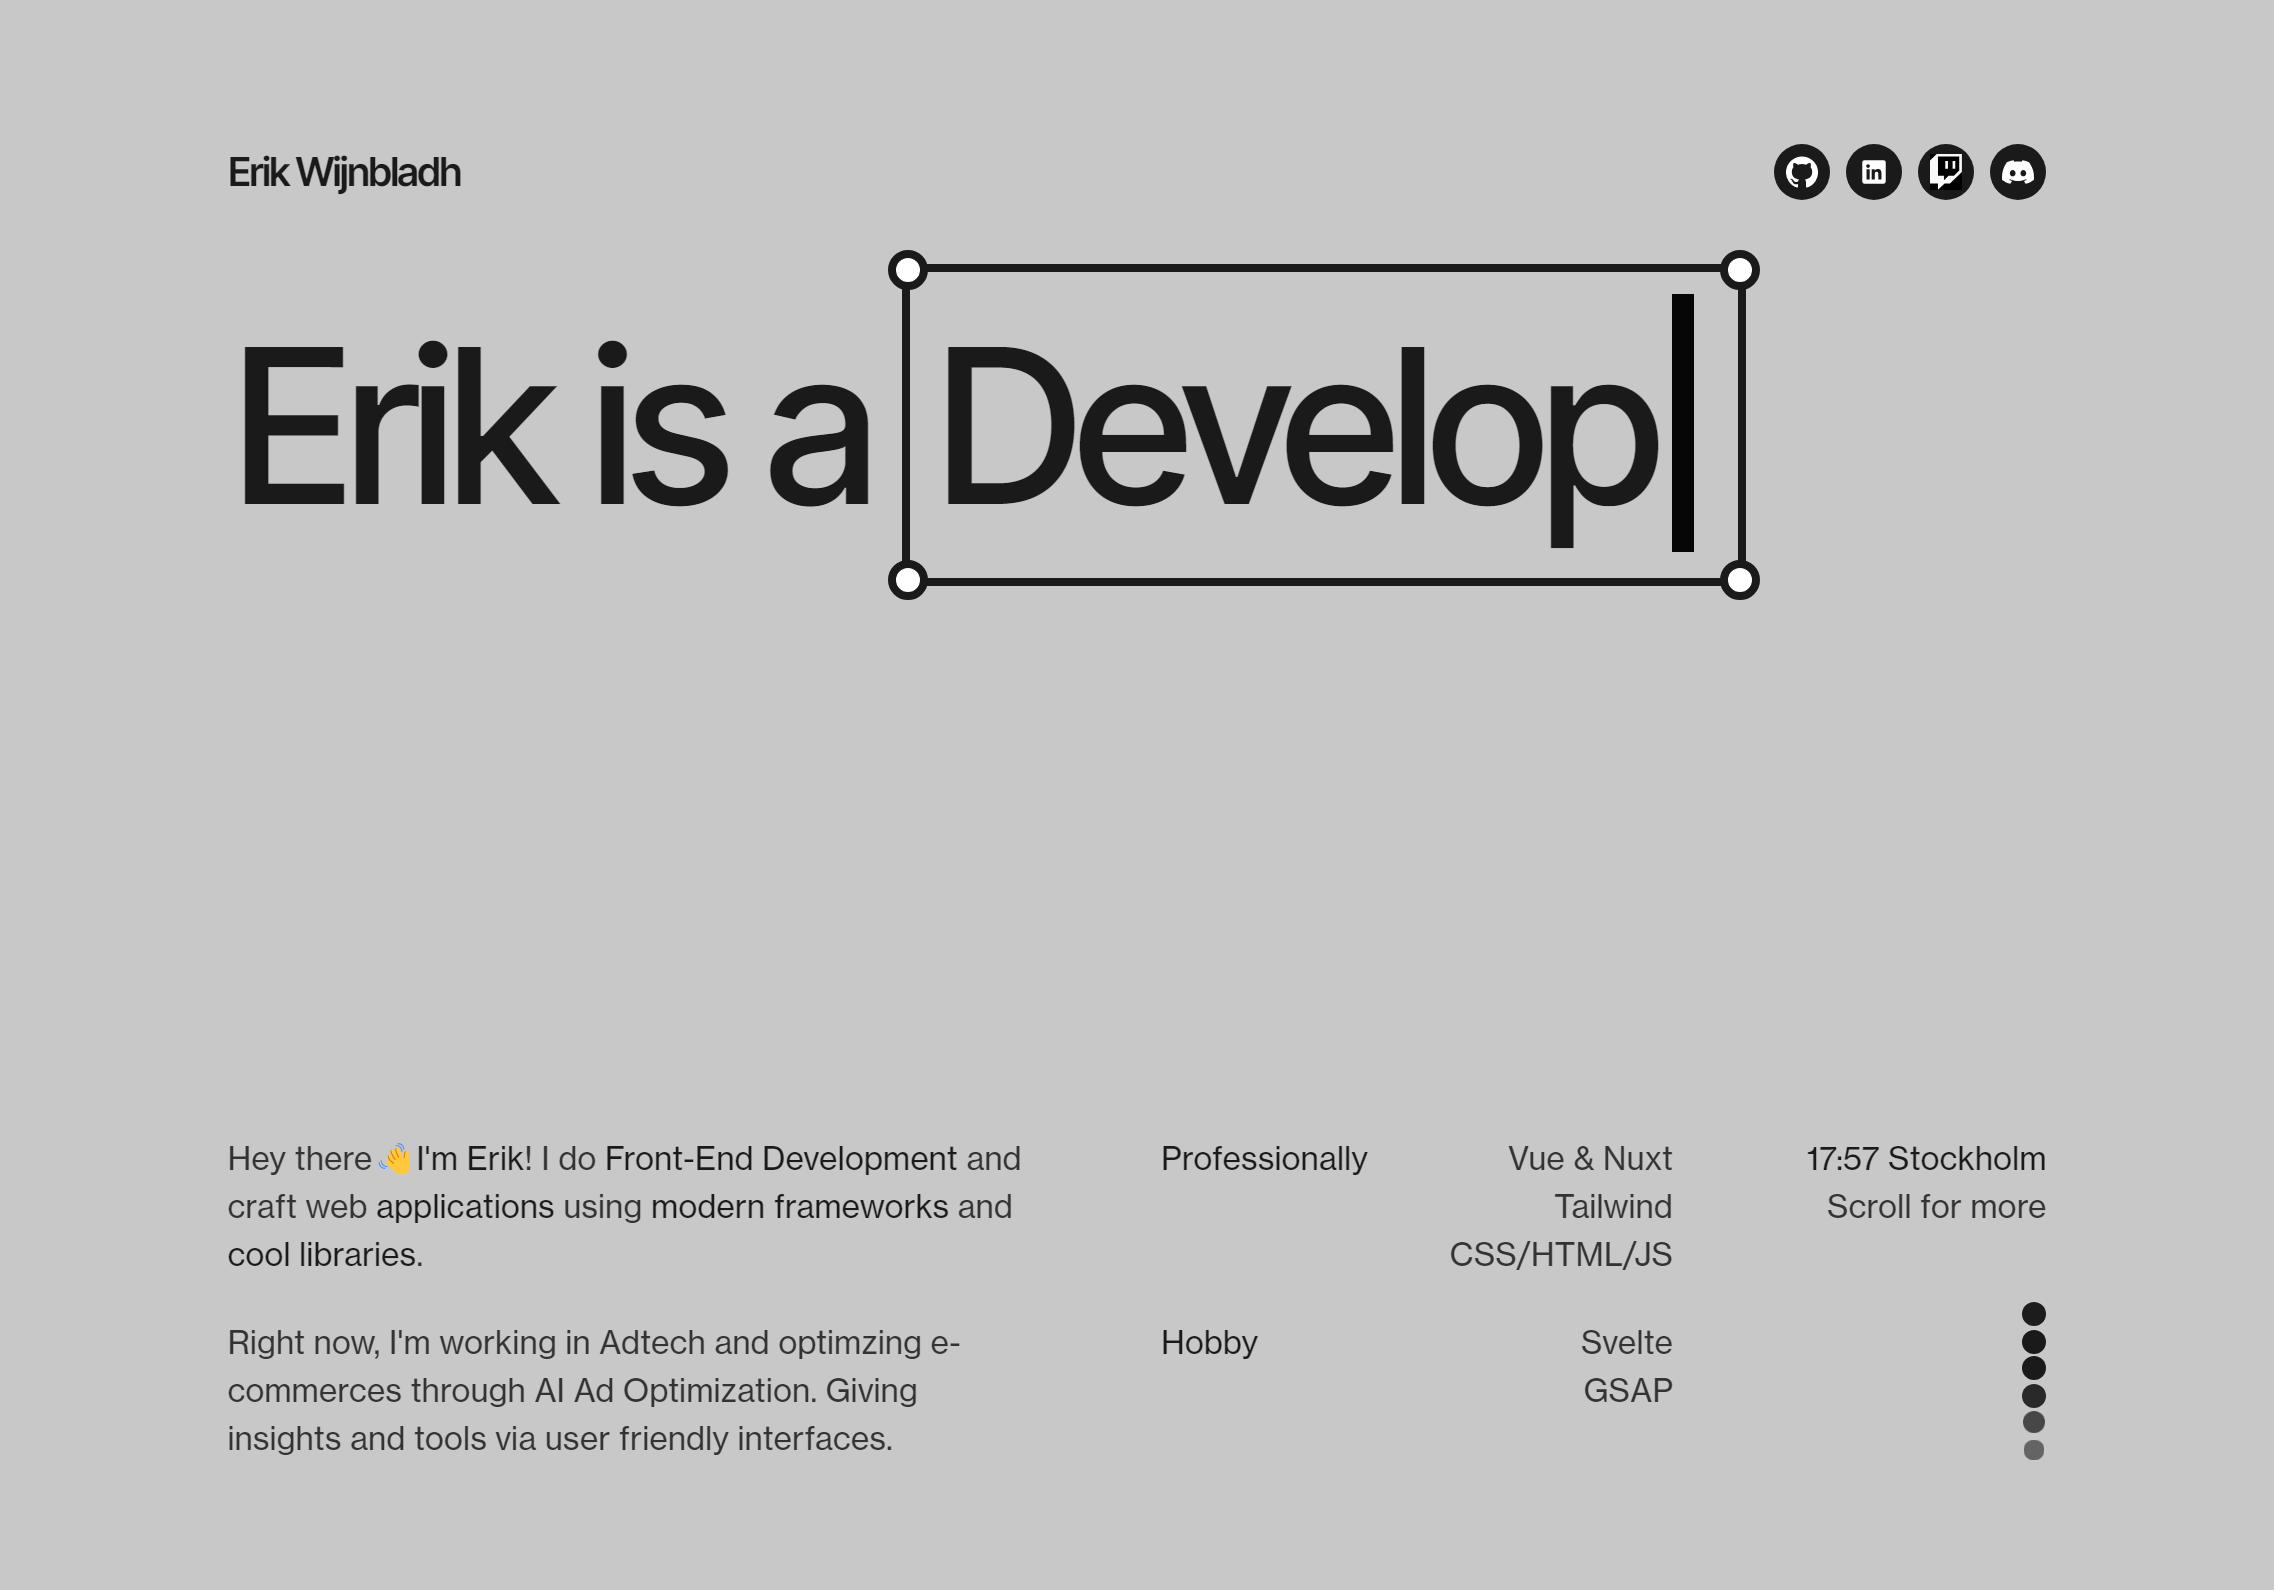 Erik Wijnbladh
Erik is a Develop
Hey there 👋 I'm Erik! I do Front-End Development and
craft web applications using modern frameworks and
cool libraries.
Right now, I'm working in Adtech and optimzing e-
commerces through AI Ad Optimization. Giving
insights and tools via user friendly interfaces.
Professionally
Vue & Nuxt
Tailwind
CSS/HTML/JS
Hobby
Svelte
GSAP
17:57 Stockholm
Scroll for more